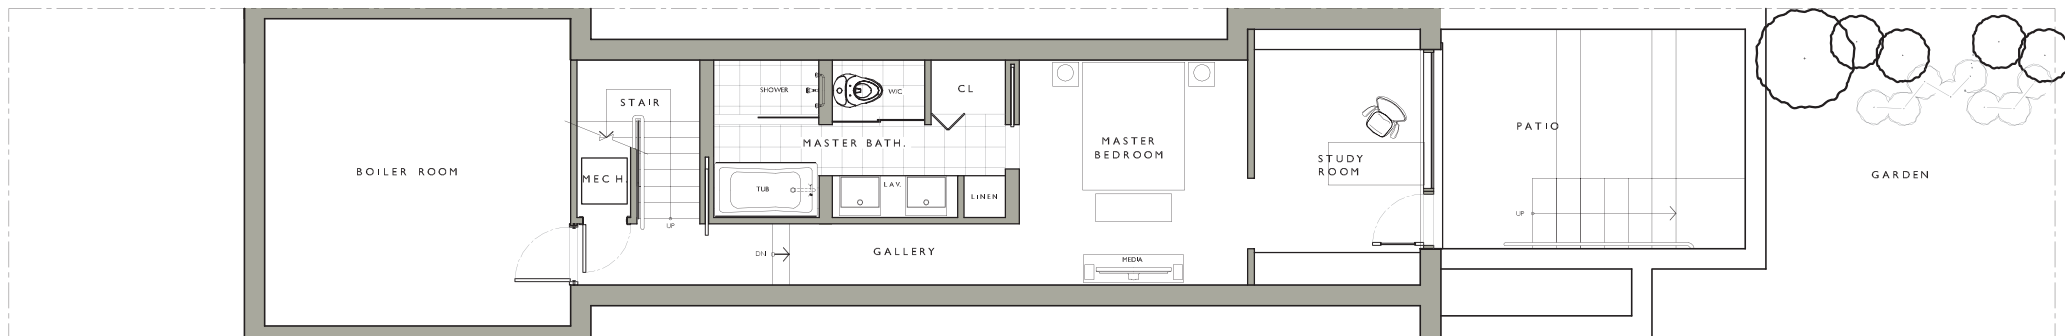 STAIR
SHOWER
W/C
CL
MASTER BATH.
MASTER
BEDROOM
PATIO
STUDY
ROOM
BOILER ROOM
MECH.
GARDEN
TUB
LAV.
LINEN
UP
UP
GALLERY
DN
MEDIA